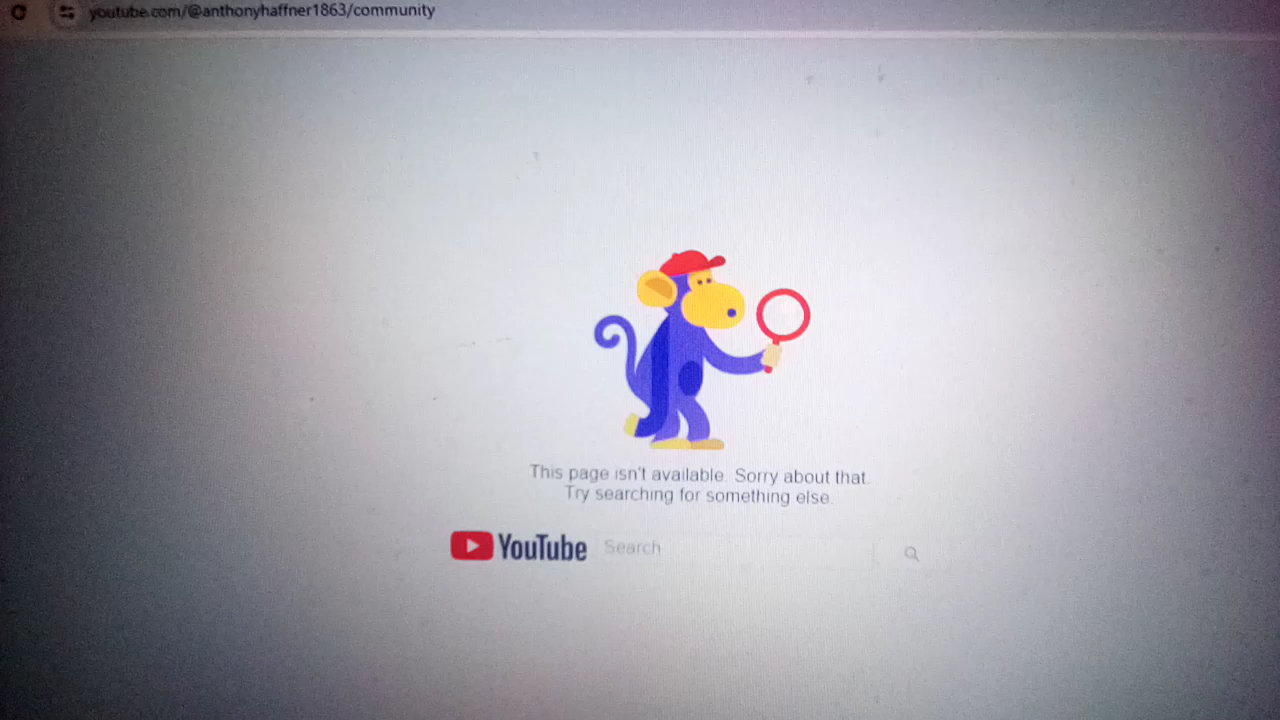 youtube.com/@anthonyhaffner1863/community
This page isn't available. Sorry about that.
Try searching for something else.
YouTube Search